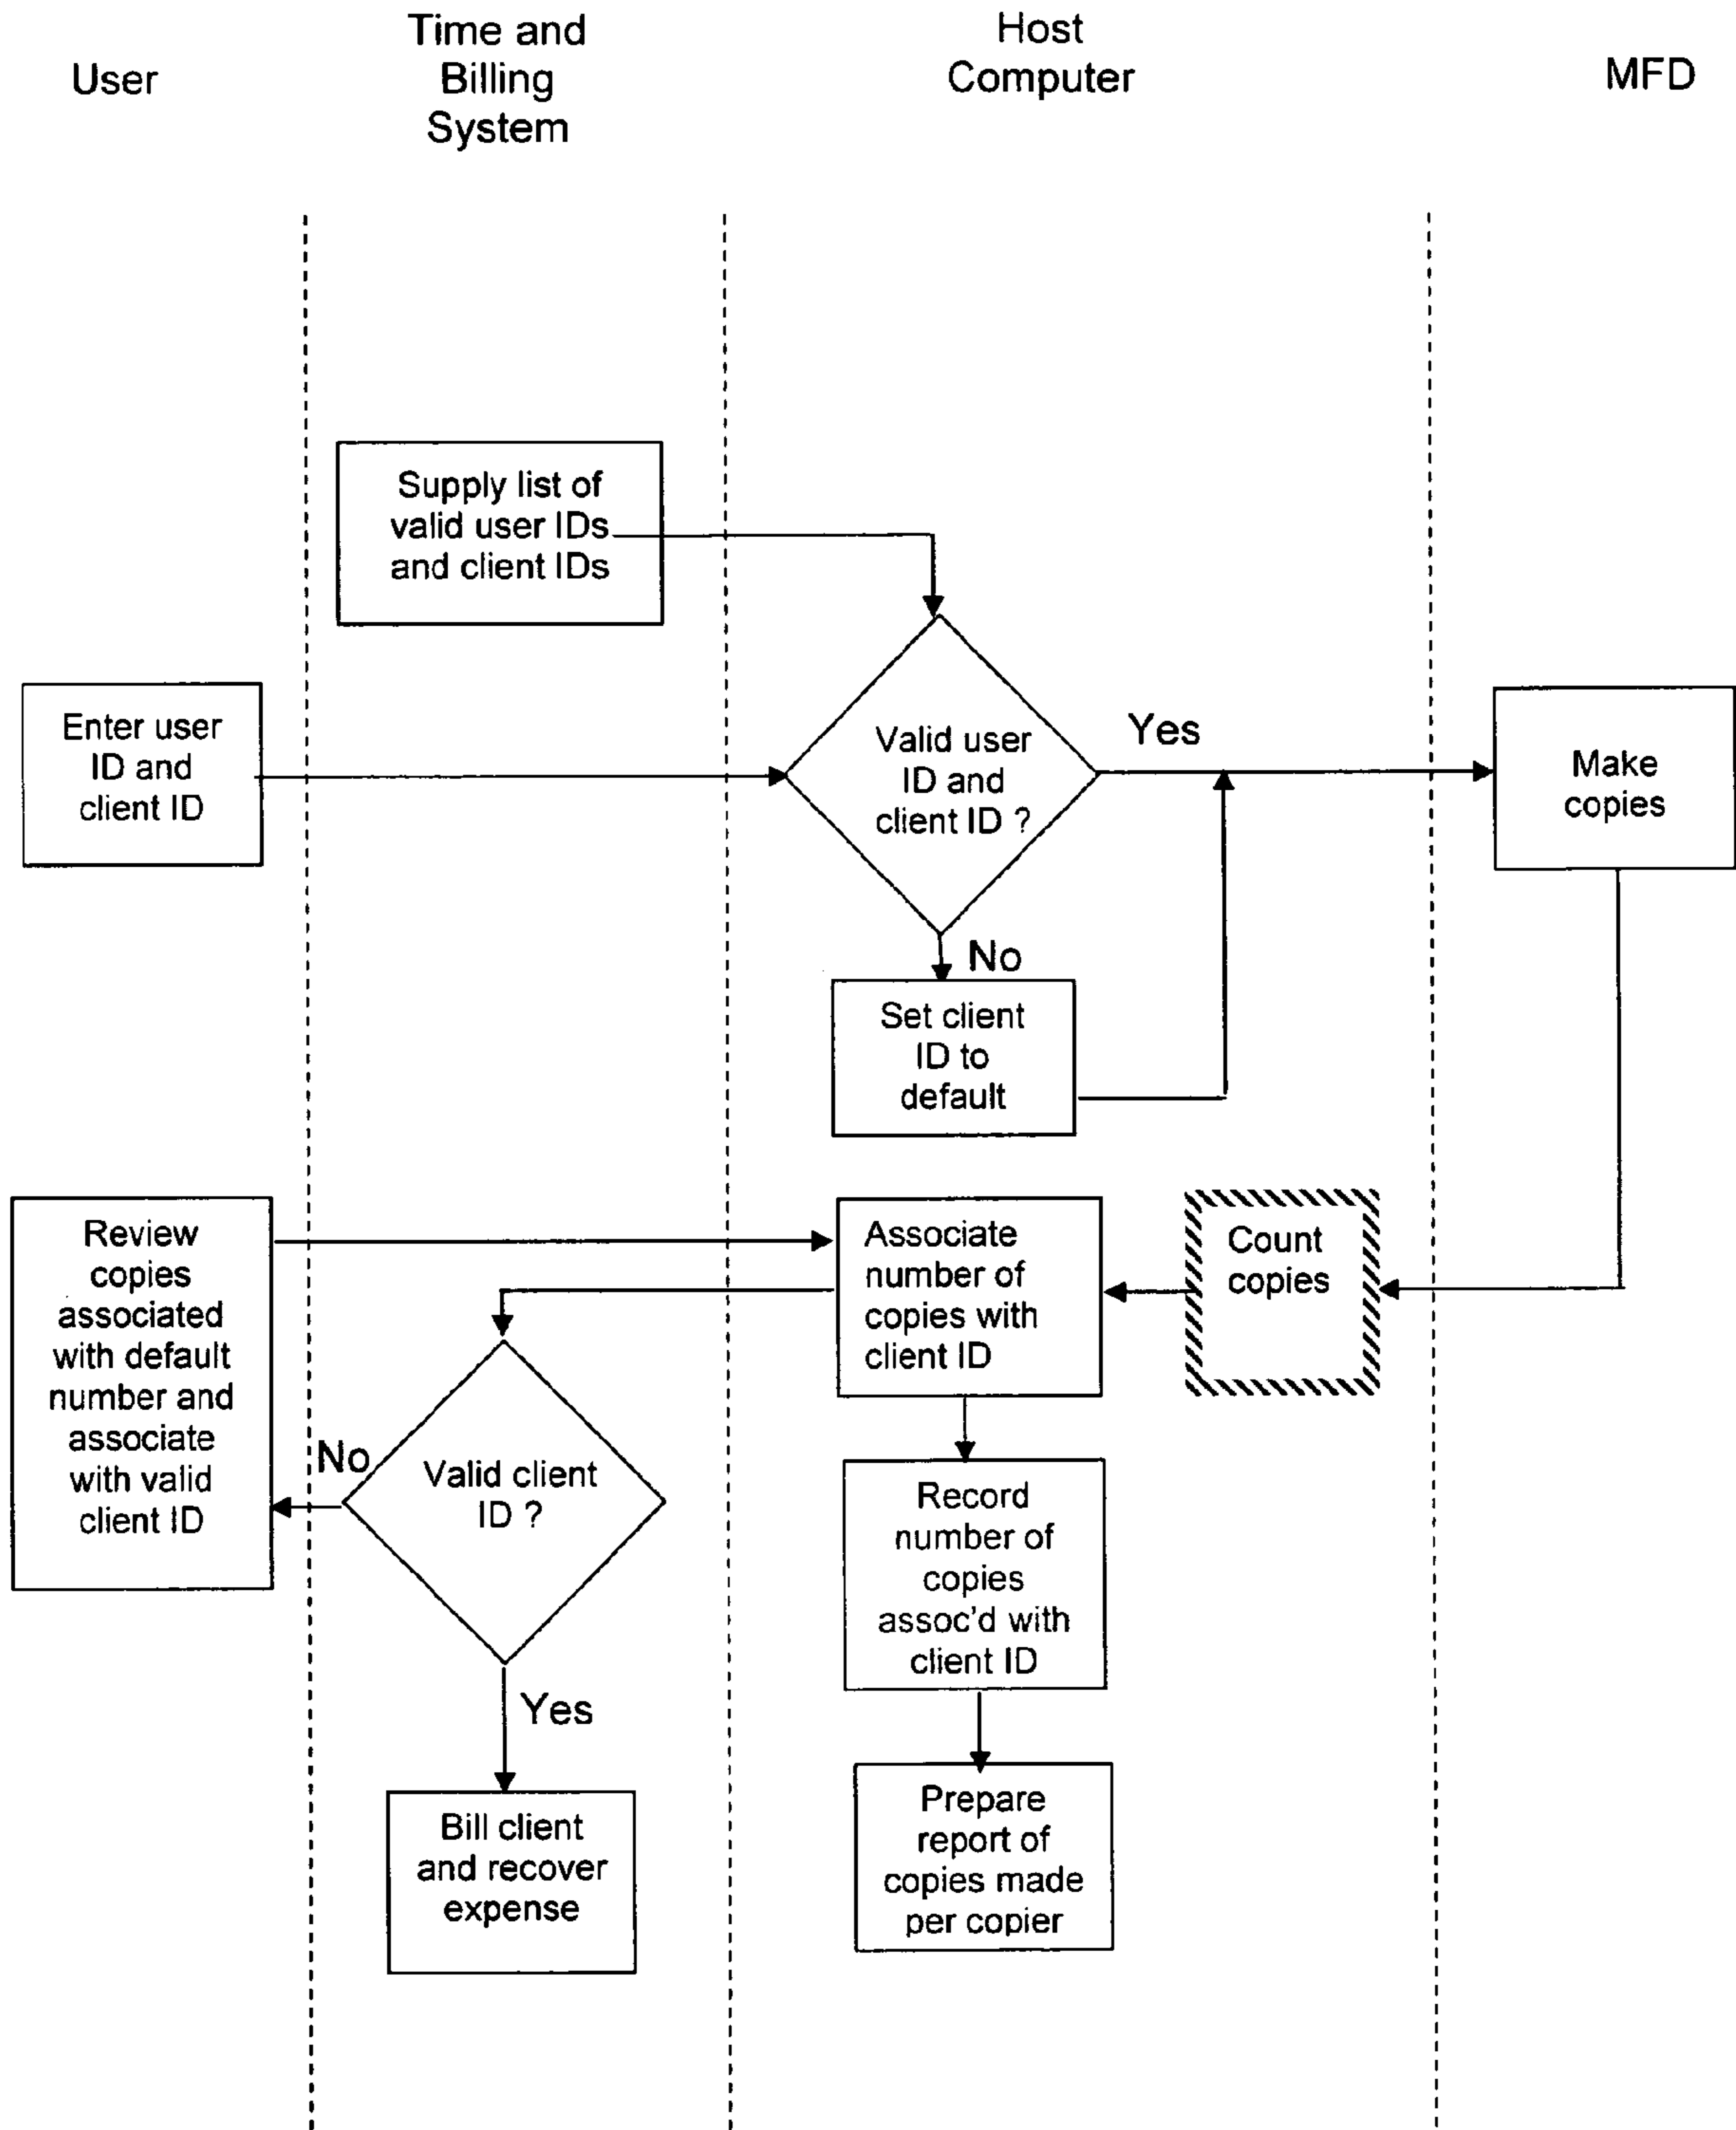 User
Time and
Billing
System
Host
Computer
MFD
Supply list of
valid user IDs
and client IDs
Enter user
ID and
client ID
Valid user
ID and
client ID ?
Yes
Make
copies
No
Set client
ID to
default
Review
copies
associated
with default
number and
associate
with valid
client ID
Associate
number of
copies with
client ID
Count
copies
No
Valid client
ID ?
Record
number of
copies
assoc'd with
client ID
Yes
Bill client
and recover
expense
Prepare
report of
copies made
per copier